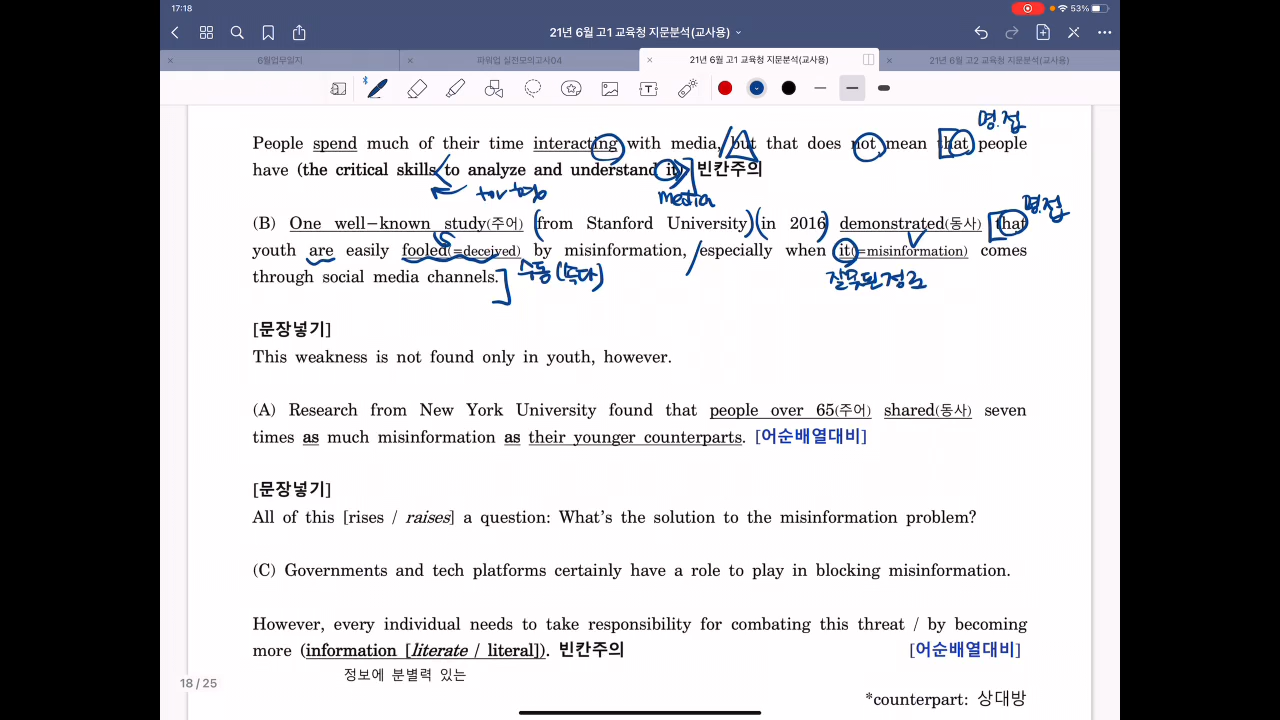 17:18
53%
21년 6월 고1 교육청 지문분석(교사용)
6월업무일지
파워업 실전모의고사04
21년 6월 고1 교육청 지문분석(교사용)
21년 6월 고2 교육청 지문분석(교사용)
명.접
People spend much of their time interacting with media, but that does not mean that people
have (the critical skills to analyze and understand it) 빈칸주의
media
명.접
(B) One well-known study(주어) from Stanford University in 2016 demonstrated(동사) that
youth are easily fooled(=deceived) by misinformation, especially when it(=misinformation) comes
through social media channels. 수동(속다) 잘못된정보
[문장넣기]
This weakness is not found only in youth, however.
(A) Research from New York University found that people over 65(주어) shared(동사) seven
times as much misinformation as their younger counterparts. [어순배열대비]
[문장넣기]
All of this [rises / raises] a question: What's the solution to the misinformation problem?
(C) Governments and tech platforms certainly have a role to play in blocking misinformation.
However, every individual needs to take responsibility for combating this threat / by becoming
more (information [literate / literal]). 빈칸주의 [어순배열대비]
정보에 분별력 있는
18 / 25
*counterpart: 상대방